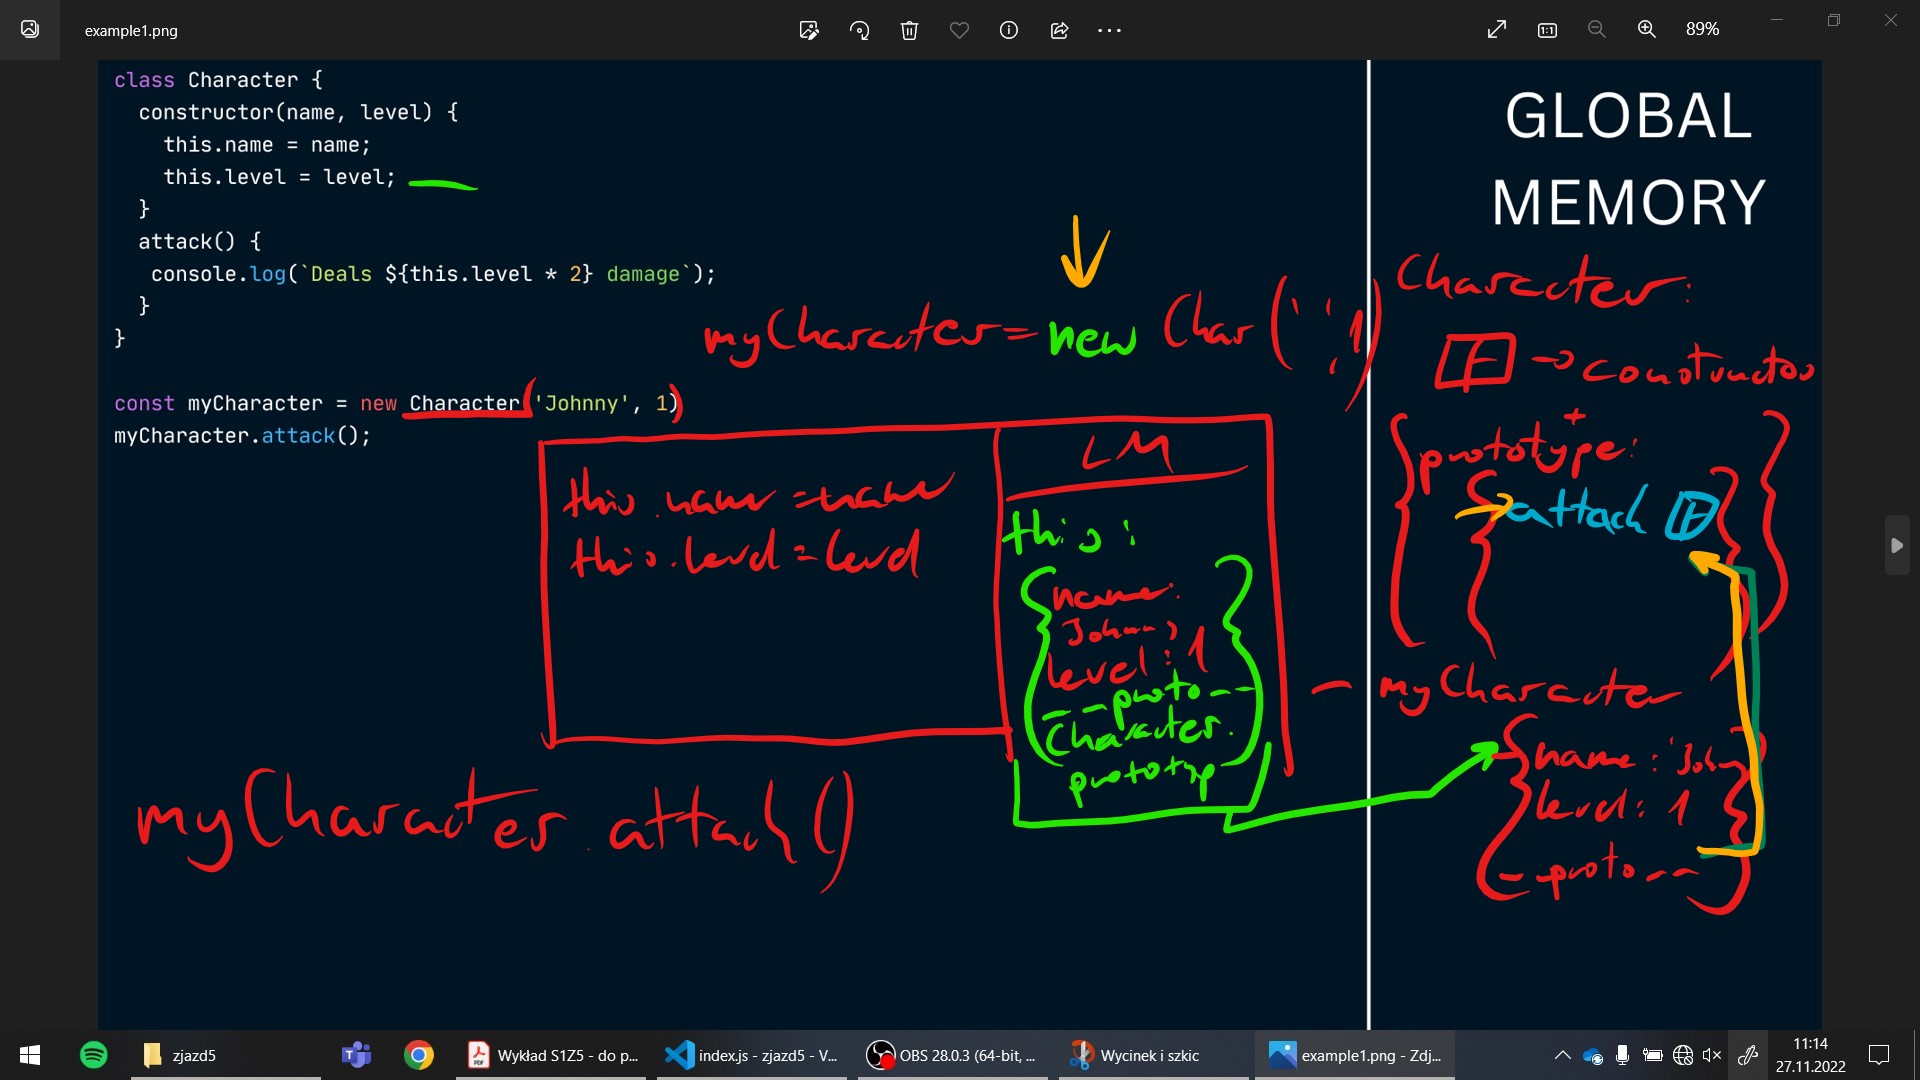 example1.png
89%
class Character {
constructor(name, level) {
this.name = name;
this.level = level;
}
attack() {
console.log(`Deals ${this.level * 2} damage`);
}
}
const myCharacter = new Character('Johnny', 1)
myCharacter.attack();
myCharacter = new Char (' ', 1)
this.name = name
this.level = level
LM
this:
{ name:
John,
level: 1
__proto__
Character.
prototyp }
myCharacter.attack()
GLOBAL
MEMORY
Character:
F → constructor
+
{ prototype:
{ attack F } }
- myCharacter
{ name: 'John
level: 1
__proto__ }
zjazd5
Wykład S1Z5 - do p...
index.js - zjazd5 - V...
OBS 28.0.3 (64-bit, ...
Wycinek i szkic
example1.png - Zdj...
11:14
27.11.2022